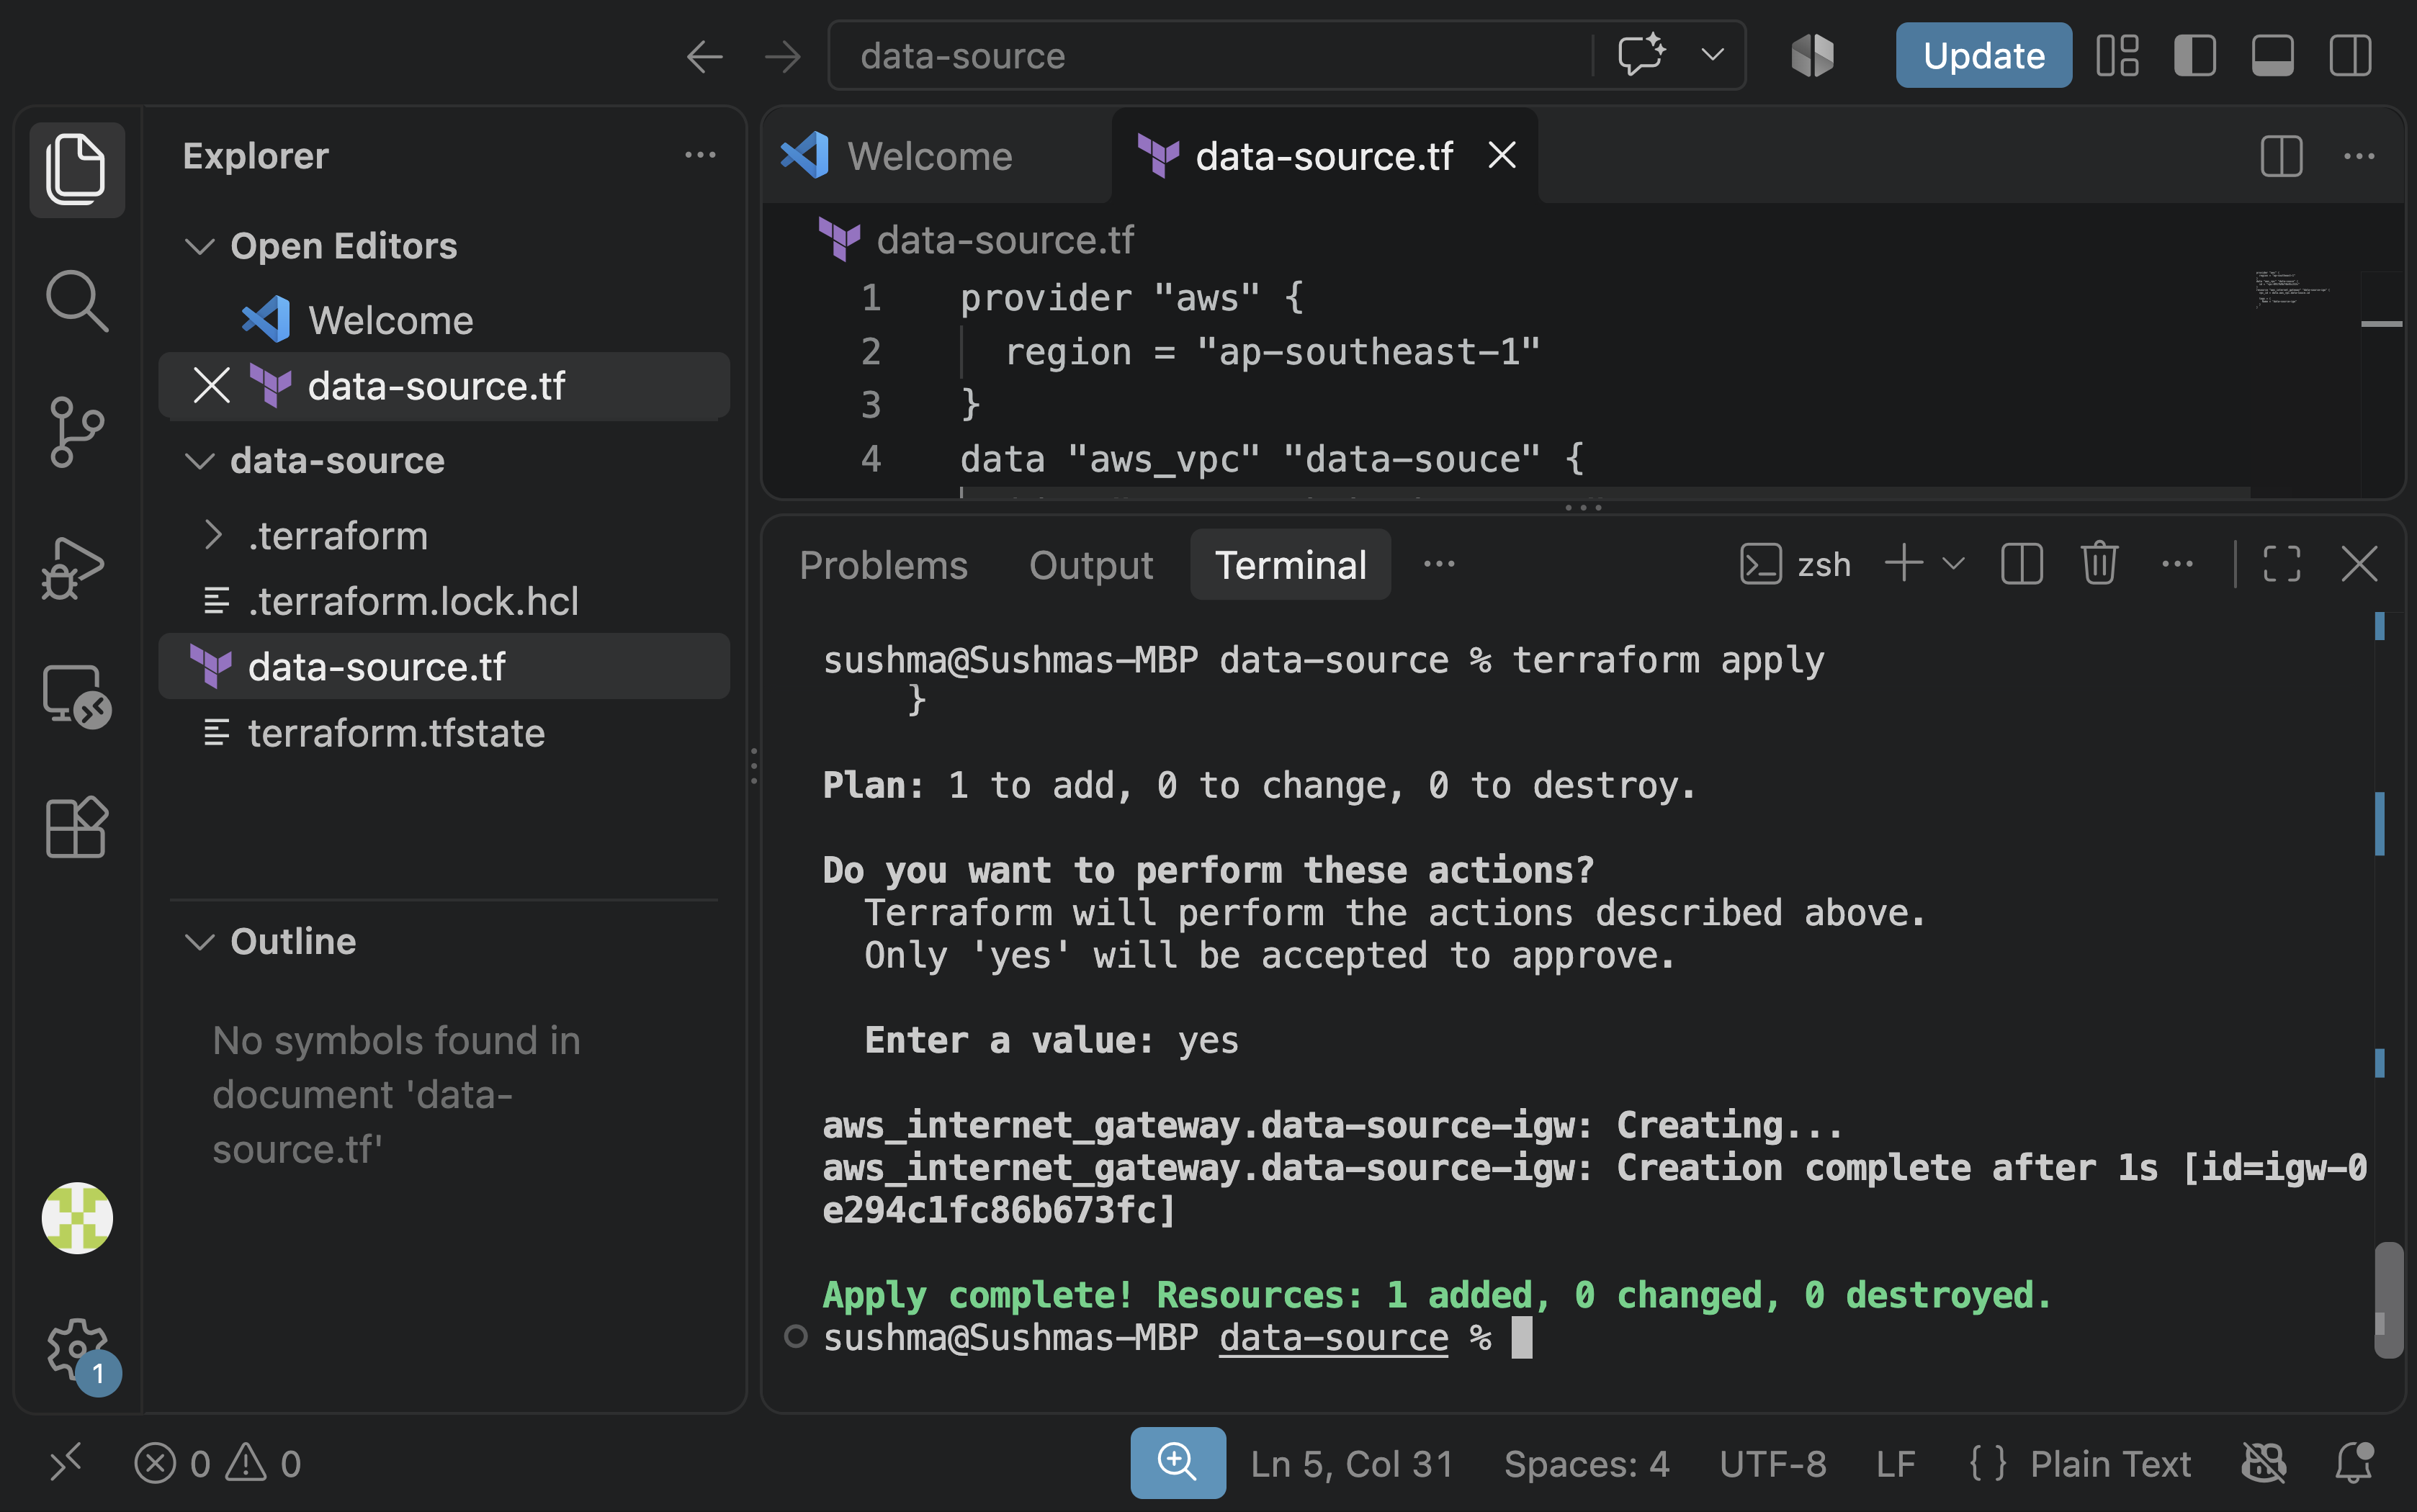 data-source
Update
Explorer
Open Editors
Welcome
data-source.tf
data-source
.terraform
.terraform.lock.hcl
data-source.tf
terraform.tfstate
Outline
No symbols found in
document 'data-
source.tf'
1
Welcome
data-source.tf
data-source.tf
1 provider "aws" {
2 region = "ap-southeast-1"
3 }
4 data "aws_vpc" "data-souce" {
Problems Output Terminal
zsh
sushma@Sushmas-MBP data-source % terraform apply
}
Plan: 1 to add, 0 to change, 0 to destroy.
Do you want to perform these actions?
Terraform will perform the actions described above.
Only 'yes' will be accepted to approve.
Enter a value: yes
aws_internet_gateway.data-source-igw: Creating...
aws_internet_gateway.data-source-igw: Creation complete after 1s [id=igw-0
e294c1fc86b673fc]
Apply complete! Resources: 1 added, 0 changed, 0 destroyed.
sushma@Sushmas-MBP data-source %
0 0
Ln 5, Col 31 Spaces: 4 UTF-8 LF {} Plain Text